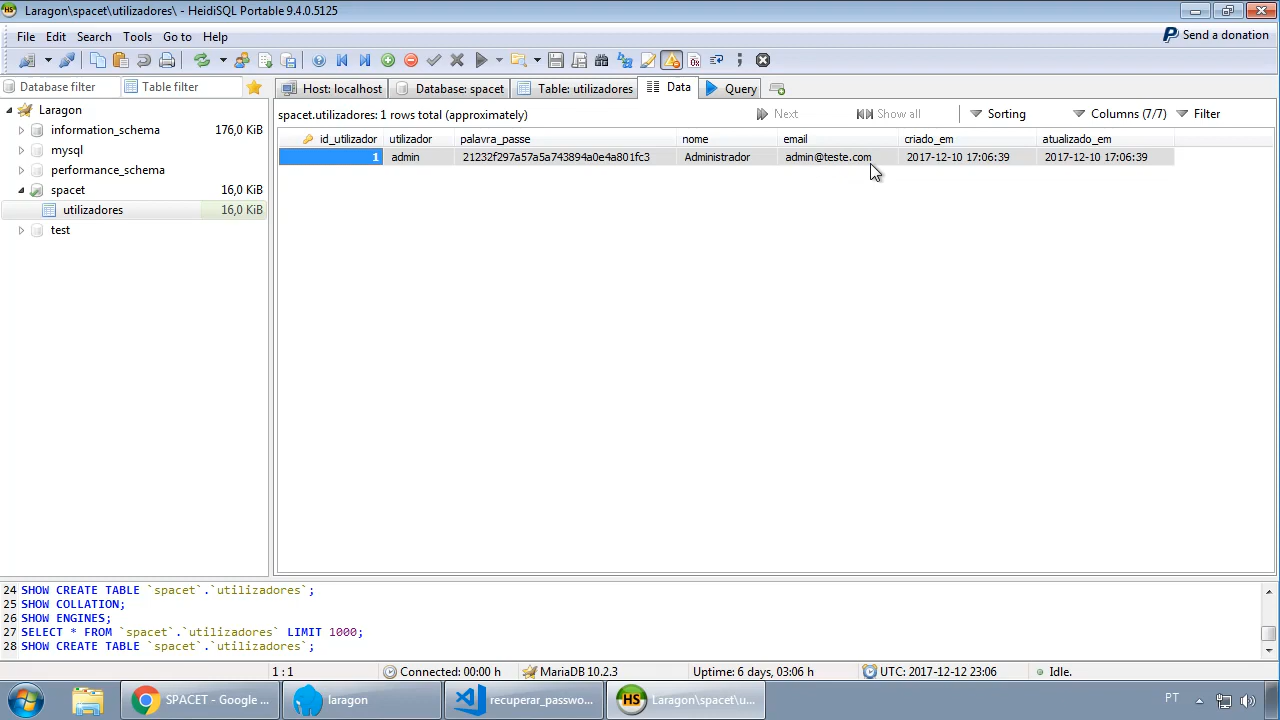 Laragon\spacet\utilizadores\ - HeidiSQL Portable 9.4.0.5125
File Edit Search Tools Go to Help
Send a donation
Database filter Table filter
Host: localhost Database: spacet Table: utilizadores Data Query
Laragon
information_schema 176,0 KiB
mysql
performance_schema
spacet 16,0 KiB
utilizadores 16,0 KiB
test
spacet.utilizadores: 1 rows total (approximately) Next Show all Sorting Columns (7/7) Filter
id_utilizador utilizador palavra_passe nome email criado_em atualizado_em
1 admin 21232f297a57a5a743894a0e4a801fc3 Administrador admin@teste.com 2017-12-10 17:06:39 2017-12-10 17:06:39
24 SHOW CREATE TABLE `spacet`.`utilizadores`;
25 SHOW COLLATION;
26 SHOW ENGINES;
27 SELECT * FROM `spacet`.`utilizadores` LIMIT 1000;
28 SHOW CREATE TABLE `spacet`.`utilizadores`;
1 : 1 Connected: 00:00 h MariaDB 10.2.3 Uptime: 6 days, 03:06 h UTC: 2017-12-12 23:06 Idle.
SPACET - Google ... laragon recuperar_passwo... HS Laragon\spacet\u... PT